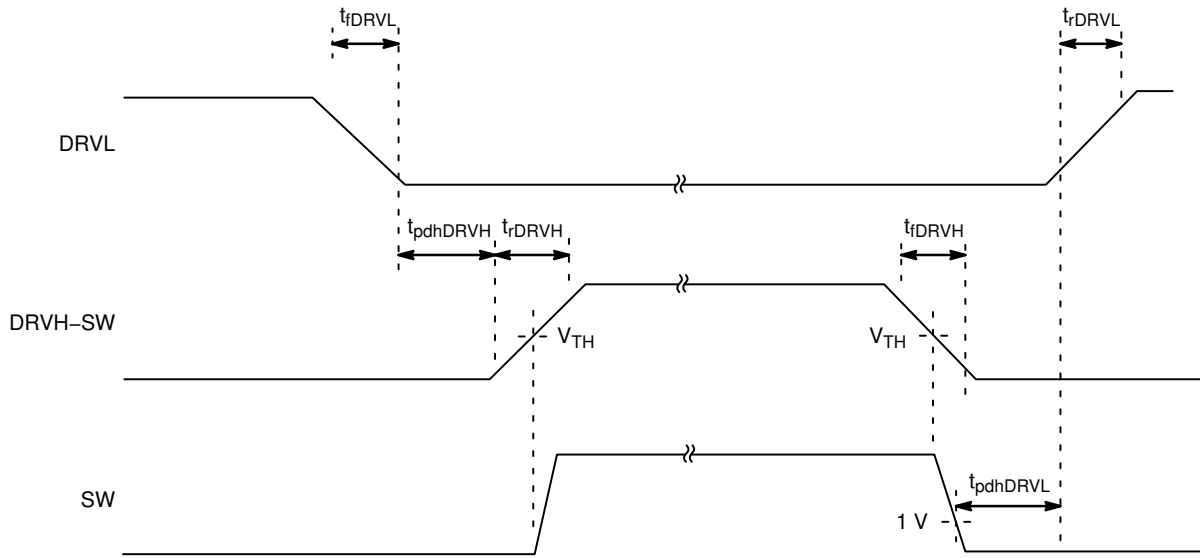 tfDRVL
trDRVL
DRVL
tpdhDRVH
trDRVH
tfDRVH
DRVH–SW
VTH
VTH
SW
tpdhDRVL
1 V